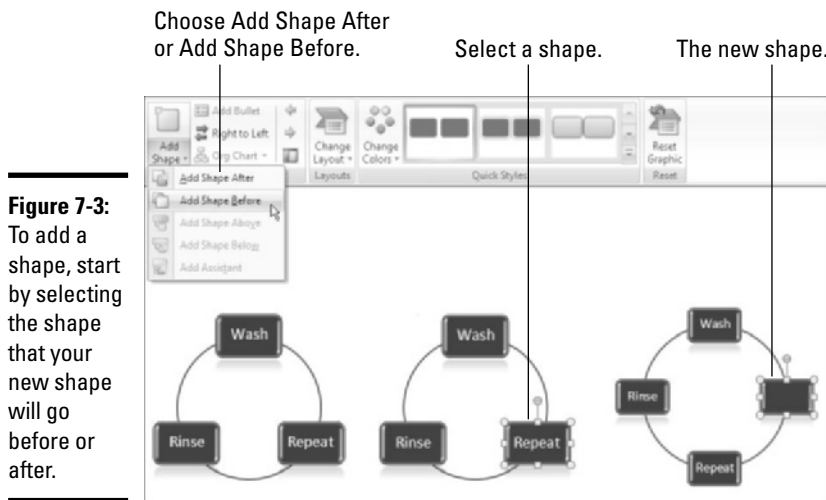 Choose Add Shape After
or Add Shape Before.
Select a shape.
The new shape.
Add
Shape
Add Bullet
Right to Left
Org Chart
Change
Layout
Layouts
Change
Colors
Quick Styles
Reset
Graphic
Reset
Add Shape After
Add Shape Before
Add Shape Above
Add Shape Below
Add Assistant
Figure 7-3:
To add a
shape, start
by selecting
the shape
that your
new shape
will go
before or
after.
Wash
Rinse
Repeat
Wash
Rinse
Repeat
Wash
Rinse
Repeat